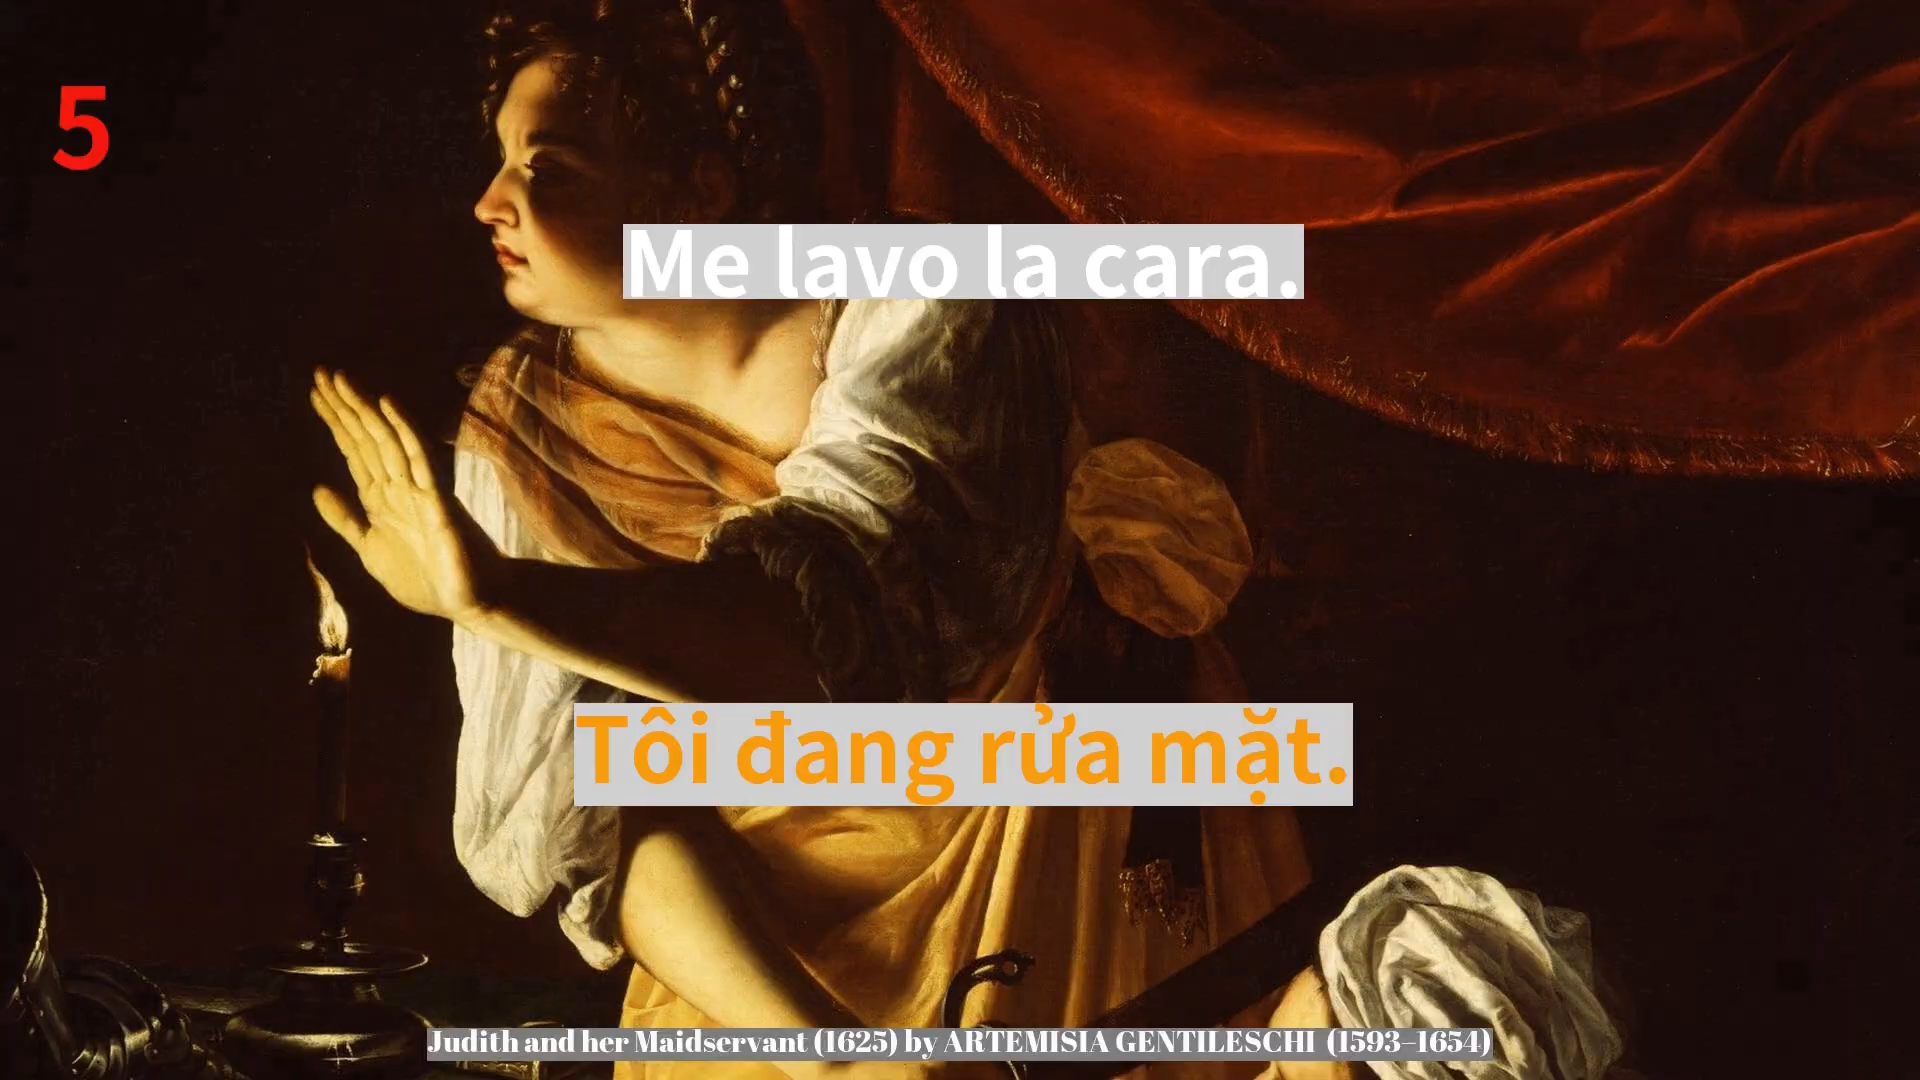 5
Me lavo la cara.
Tôi đang rửa mặt.
Judith and her Maidservant (1625) by ARTEMISIA GENTILESCHI (1593–1654)